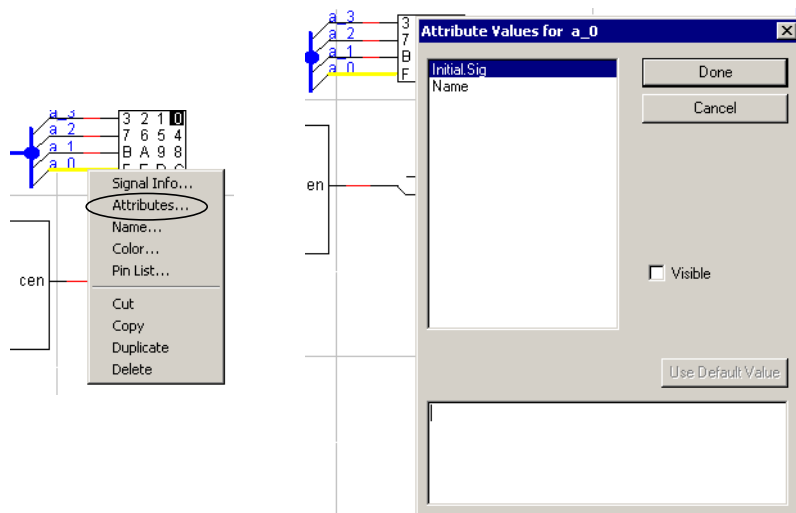 a_3
a_2
a_1
a_0
3 2 1 0
7 6 5 4
B A 9 8
F E D C
Signal Info...
Attributes...
Name...
Color...
Pin List...
Cut
Copy
Duplicate
Delete
cen
a_3
a_2
a_1
a_0
3
7
B
F
en
Attribute Values for a_0
Initial.Sig
Name
Done
Cancel
Visible
Use Default Value